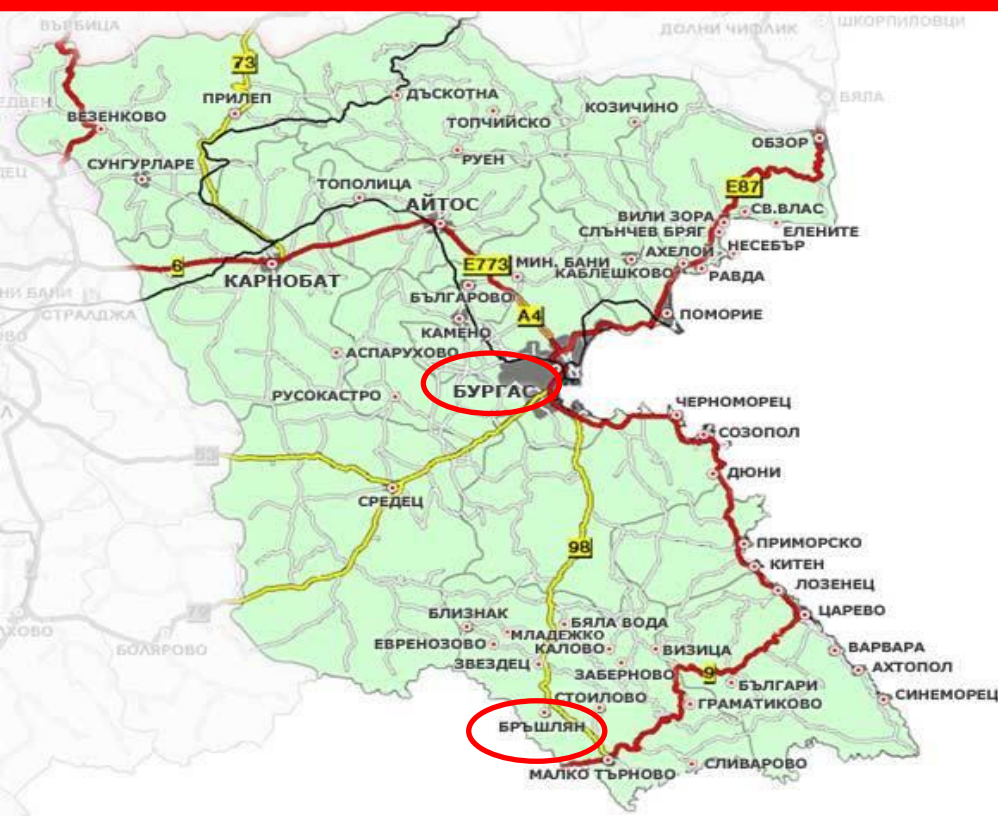 ВЪРБИЦА
ДОЛНИ ЧИФЛИК
ШКОРПИЛОВЦИ
73
ДЪСКОТНА
БЯЛА
ПРИЛЕП
КОЗИЧИНО
ВЕЗЕНКОВО
ТОПЧИЙСКО
ОБЗОР
СУНГУРЛАРЕ
РУЕН
ТОПОЛИЦА
E87
АЙТОС
СВ.ВЛАС
ВИЛИ ЗОРА
СЛЪНЧЕВ БРЯГ
ЕЛЕНИТЕ
НЕСЕБЪР
АХЕЛОЙ
6
E773
МИН. БАНИ
КАБЛЕШКОВО
РАВДА
КАРНОБАТ
БЪЛГАРОВО
СТРАЛДЖА
A4
ПОМОРИЕ
КАМЕНО
АСПАРУХОВО
БУРГАС
РУСОКАСТРО
ЧЕРНОМОРЕЦ
СОЗОПОЛ
ДЮНИ
СРЕДЕЦ
98
ПРИМОРСКО
КИТЕН
ЛОЗЕНЕЦ
БЛИЗНАК
ЦАРЕВО
БЯЛА ВОДА
МЛАДЕЖКО
ЕВРЕНОЗОВО
КАЛОВО
ВИЗИЦА
ВАРВАРА
БОЛЯРОВО
ЗВЕЗДЕЦ
ЗАБЕРНОВО
9
АХТОПОЛ
БЪЛГАРИ
СТОИЛОВО
ГРАМАТИКОВО
СИНЕМОРЕЦ
БРЪШЛЯН
МАЛКО ТЪРНОВО
СЛИВАРОВО